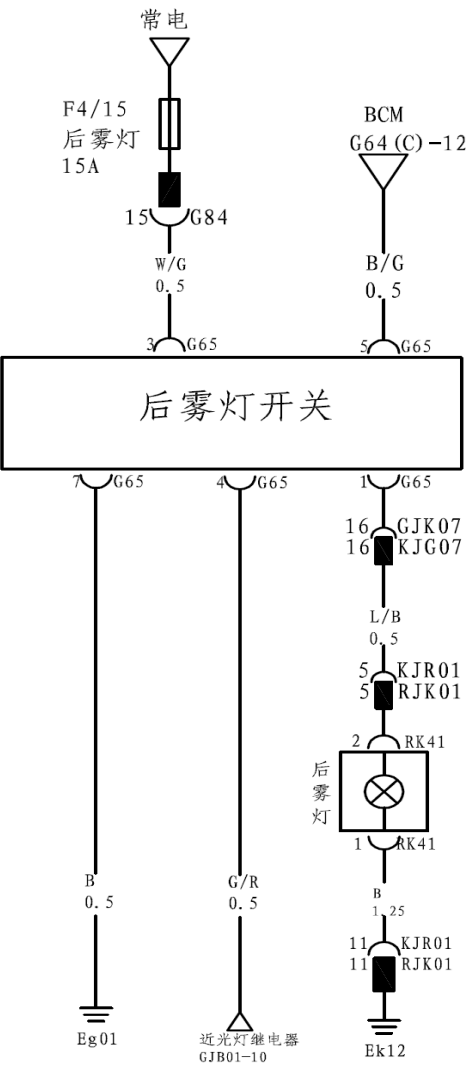 常电
F4/15
后雾灯
15A
BCM
G64(C)-12
15 G84
W/G
0.5
B/G
0.5
3 G65
5 G65
后雾灯开关
7 G65
4 G65
1 G65
16 GJK07
16 KJG07
L/B
0.5
5 KJR01
5 RJK01
2 RK41
后雾灯
1 RK41
B
0.5
G/R
0.5
B
1.25
11 KJR01
11 RJK01
Eg01
近光灯继电器
GJB01-10
Ek12